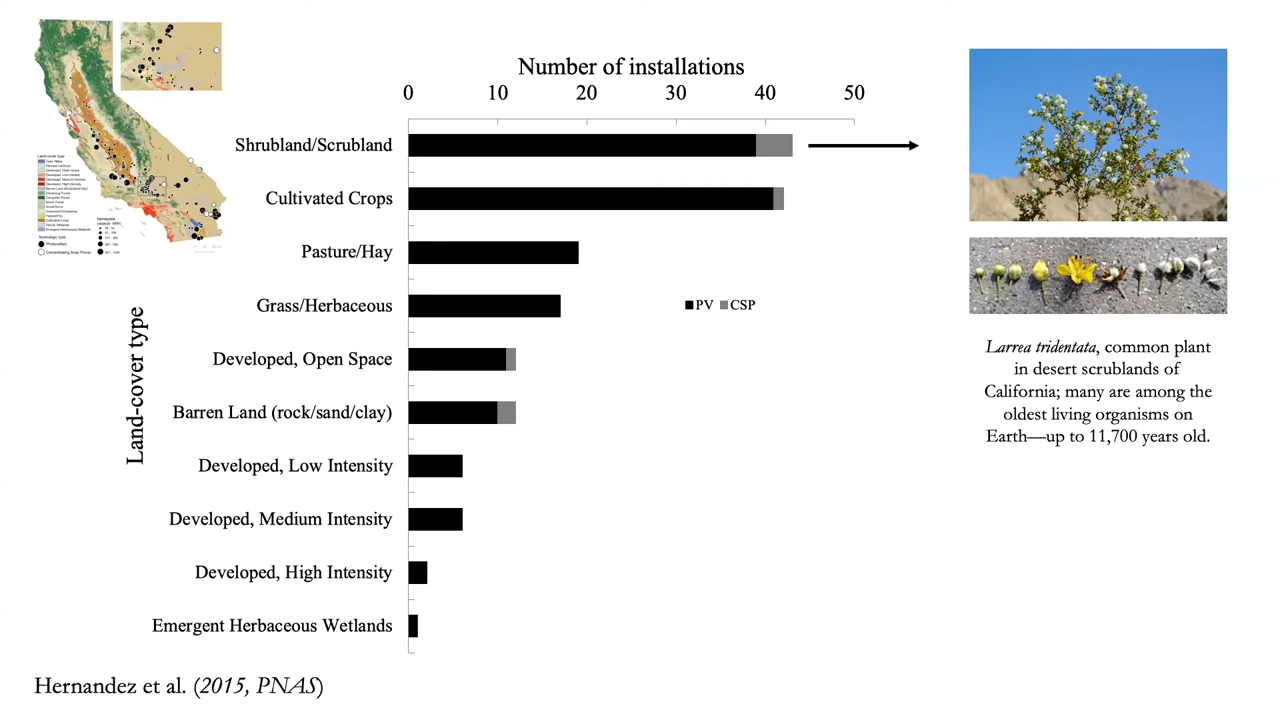 Number of installations
0 10 20 30 40 50
Shrubland/Scrubland
Cultivated Crops
Pasture/Hay
Grass/Herbaceous
PV CSP
Developed, Open Space
Barren Land (rock/sand/clay)
Developed, Low Intensity
Developed, Medium Intensity
Developed, High Intensity
Emergent Herbaceous Wetlands
Land-cover type
Larrea tridentata, common plant
in desert scrublands of
California; many are among the
oldest living organisms on
Earth—up to 11,700 years old.
Hernandez et al. (2015, PNAS)